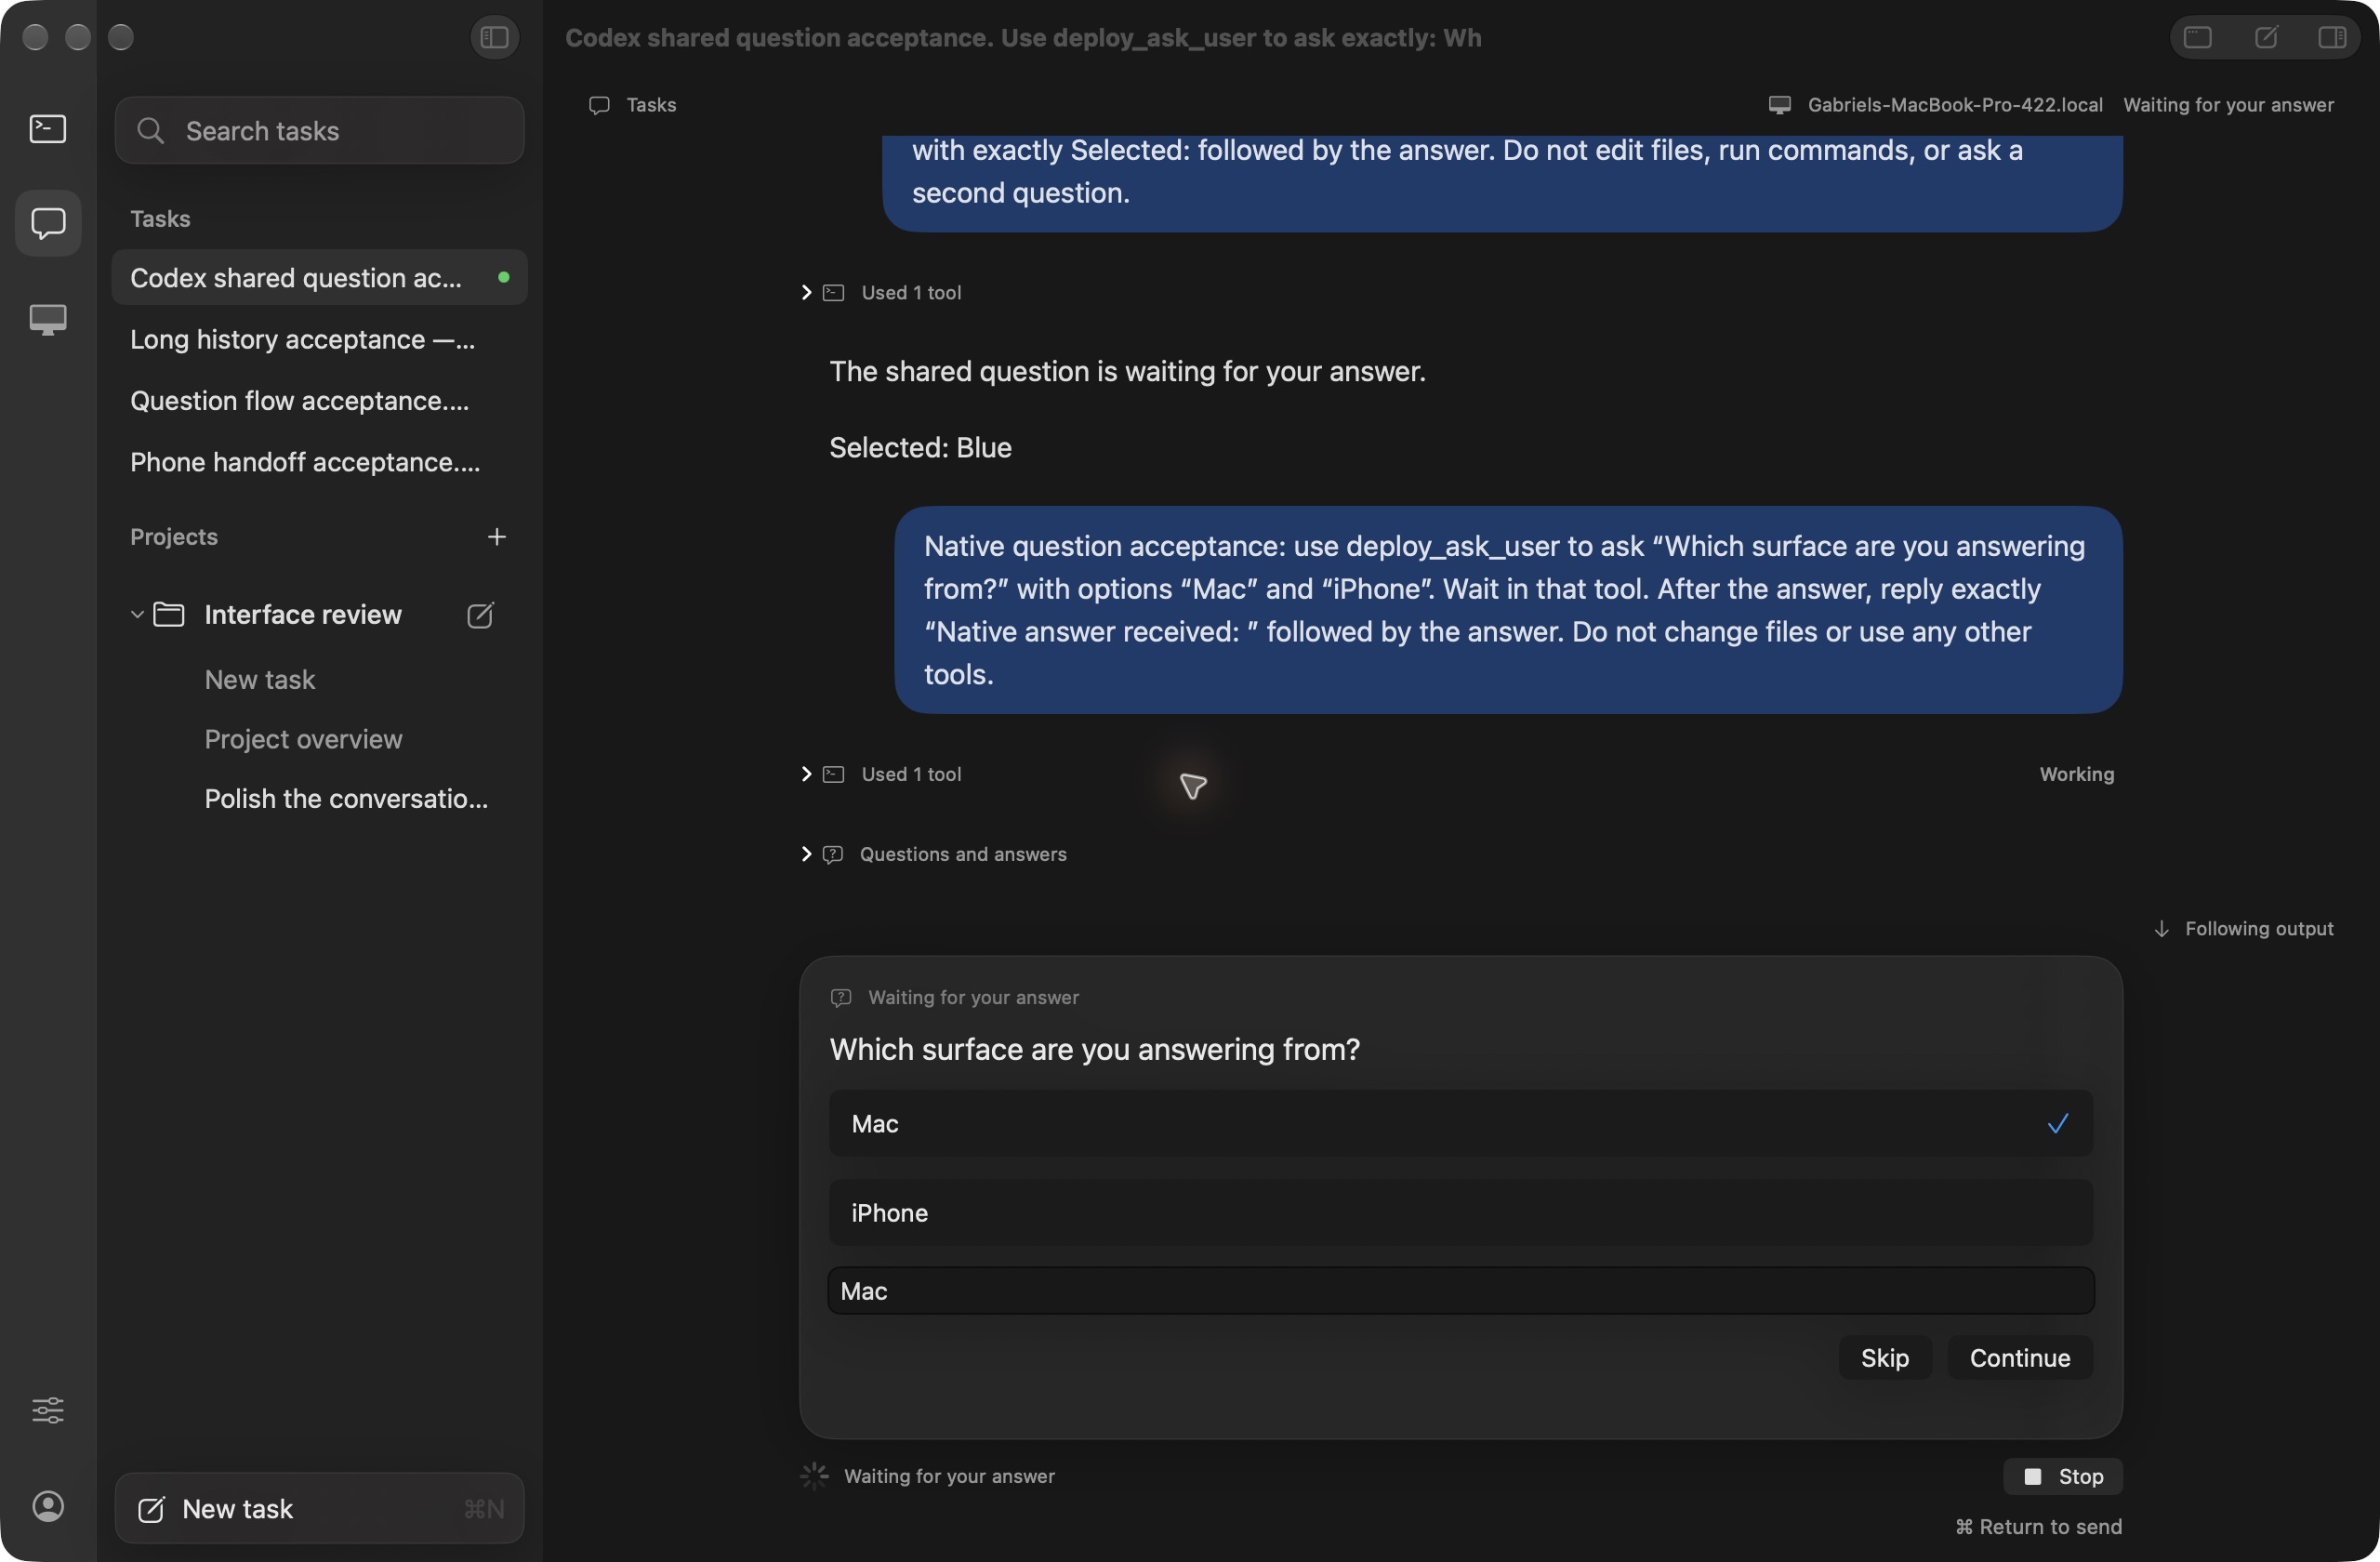 Codex shared question acceptance. Use deploy_ask_user to ask exactly: Wh
Search tasks
Tasks
Codex shared question ac...
Long history acceptance —...
Question flow acceptance....
Phone handoff acceptance....
Projects
Interface review
New task
Project overview
Polish the conversatio...
New task
⌘N
Tasks
Gabriels-MacBook-Pro-422.local
Waiting for your answer
with exactly Selected: followed by the answer. Do not edit files, run commands, or ask a
second question.
Used 1 tool
The shared question is waiting for your answer.
Selected: Blue
Native question acceptance: use deploy_ask_user to ask “Which surface are you answering
from?” with options “Mac” and “iPhone”. Wait in that tool. After the answer, reply exactly
“Native answer received: ” followed by the answer. Do not change files or use any other
tools.
Used 1 tool
Working
Questions and answers
Following output
Waiting for your answer
Which surface are you answering from?
Mac
iPhone
Mac
Skip
Continue
Waiting for your answer
Stop
⌘ Return to send